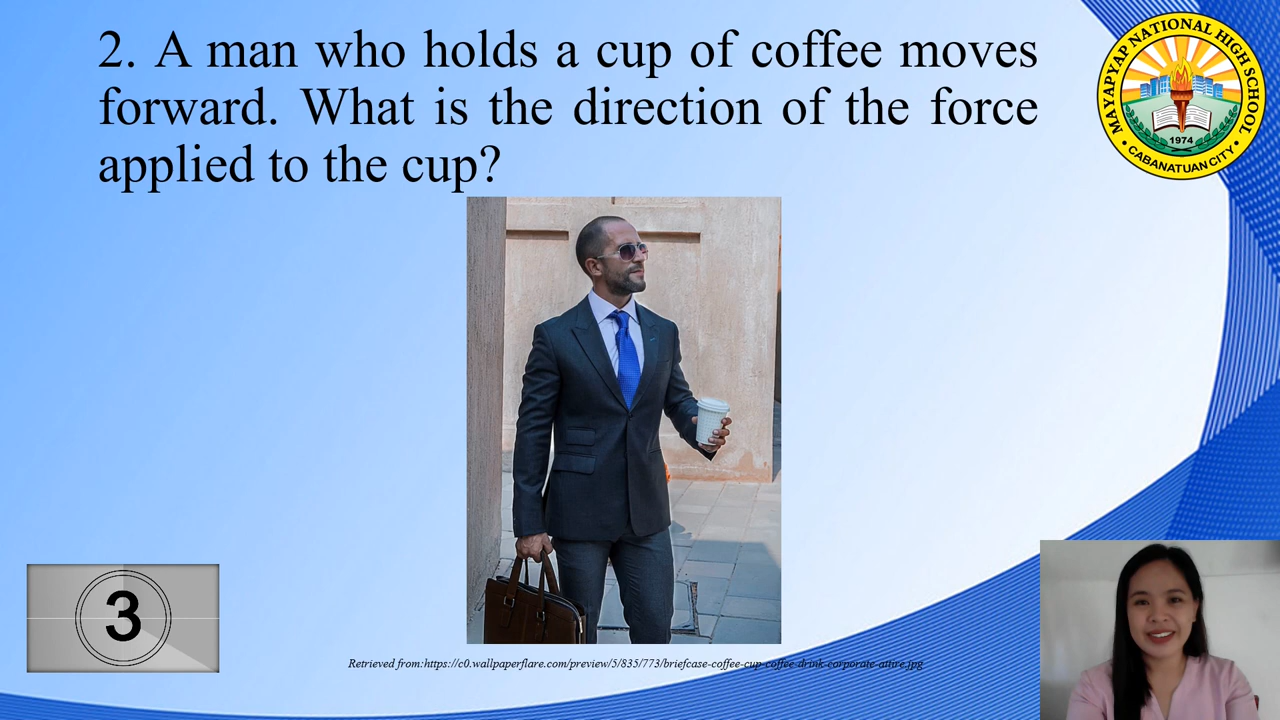 2. A man who holds a cup of coffee moves
forward. What is the direction of the force
applied to the cup?
MAYAPYAP NATIONAL HIGH SCHOOL
1974
• CABANATUAN CITY •
3
Retrieved from:https://c0.wallpaperflare.com/preview/5/835/773/briefcase-coffee-cup-coffee-drink-corporate-attire.jpg